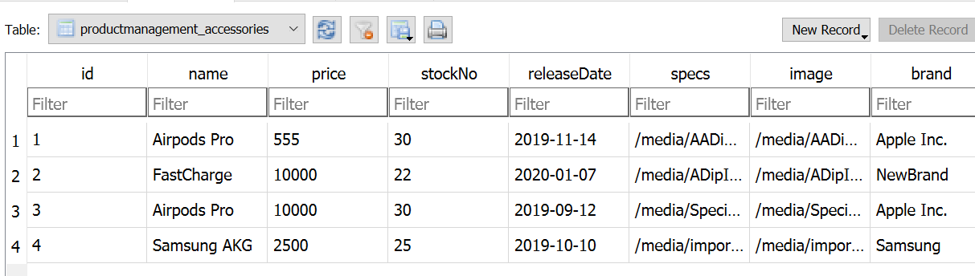 Table: productmanagement_accessories New Record Delete Record
id name price stockNo releaseDate specs image brand
Filter Filter Filter Filter Filter Filter Filter Filter
1 1 Airpods Pro 555 30 2019-11-14 /media/AADi... /media/AADi... Apple Inc.
2 2 FastCharge 10000 22 2020-01-07 /media/ADipI... /media/ADipI... NewBrand
3 3 Airpods Pro 10000 30 2019-09-12 /media/Speci... /media/Speci... Apple Inc.
4 4 Samsung AKG 2500 25 2019-10-10 /media/impor... /media/impor... Samsung